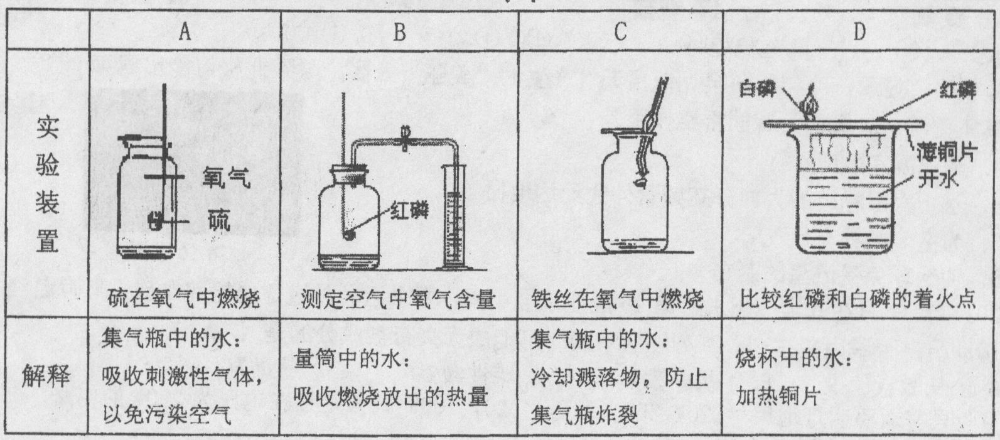 A
B
C
D
实验装置
氧气
硫
硫在氧气中燃烧
红磷
测定空气中氧气含量
铁丝在氧气中燃烧
白磷
红磷
薄铜片
开水
比较红磷和白磷的着火点
解释
集气瓶中的水：
吸收刺激性气体，
以免污染空气
量筒中的水：
吸收燃烧放出的热量
集气瓶中的水：
冷却溅落物。防止
集气瓶炸裂
烧杯中的水：
加热铜片